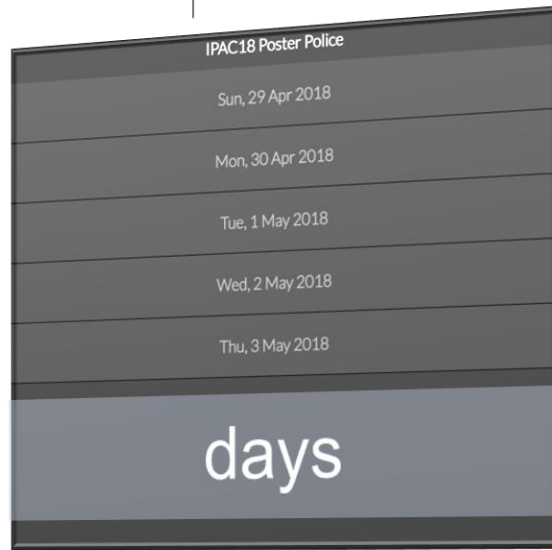 IPAC18 Poster Police
Sun, 29 Apr 2018
Mon, 30 Apr 2018
Tue, 1 May 2018
Wed, 2 May 2018
Thu, 3 May 2018
days